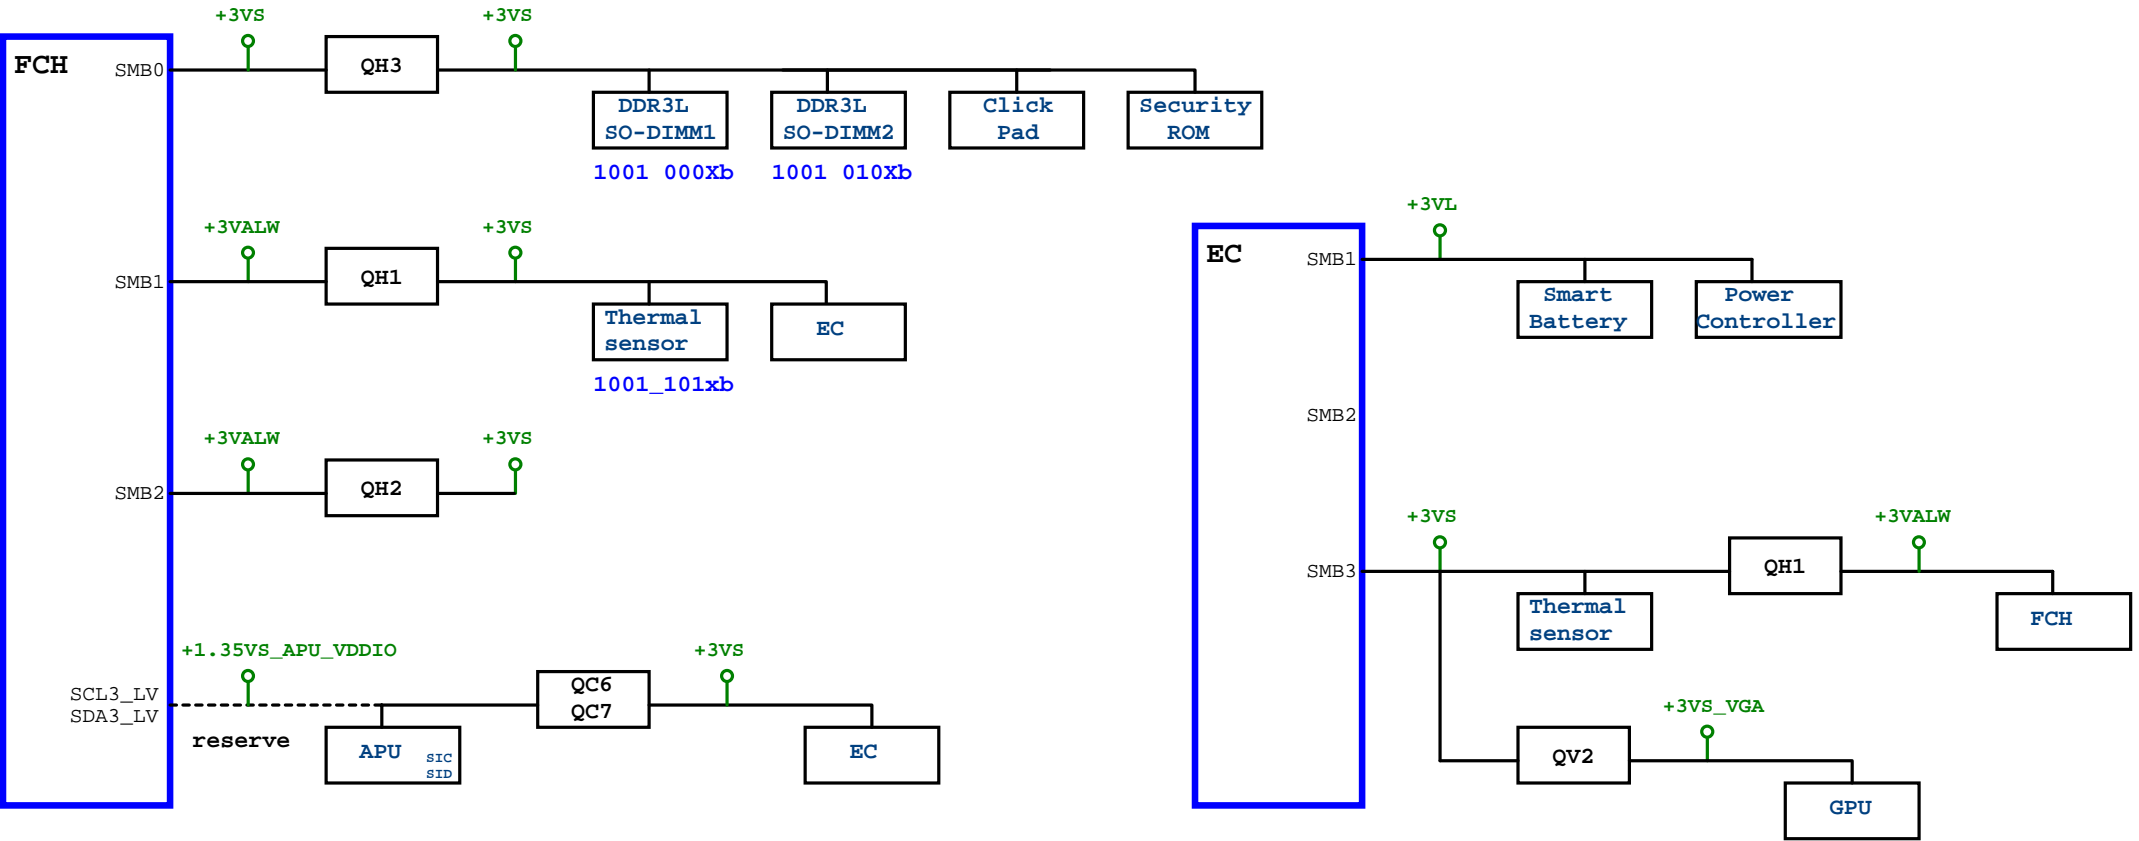 +3VS
+3VS
FCH
SMB0
QH3
DDR3L
SO-DIMM1
DDR3L
SO-DIMM2
Click
Pad
Security
ROM
1001 000Xb
1001 010Xb
+3VALW
+3VS
SMB1
QH1
Thermal
sensor
EC
1001_101xb
+3VALW
+3VS
SMB2
QH2
+1.35VS_APU_VDDIO
+3VS
SCL3_LV
SDA3_LV
reserve
QC6
QC7
APU
SIC
SID
EC
+3VL
EC
SMB1
Smart
Battery
Power
Controller
SMB2
+3VS
+3VALW
SMB3
QH1
Thermal
sensor
FCH
+3VS_VGA
QV2
GPU